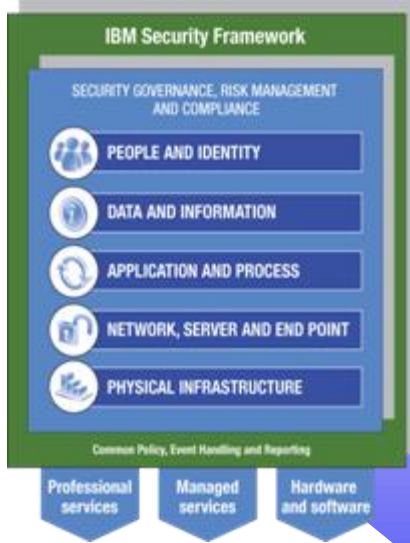 IBM Security Framework
SECURITY GOVERNANCE, RISK MANAGEMENT
AND COMPLIANCE
PEOPLE AND IDENTITY
DATA AND INFORMATION
APPLICATION AND PROCESS
NETWORK, SERVER AND END POINT
PHYSICAL INFRASTRUCTURE
Common Policy, Event Handling and Reporting
Professional
services
Managed
services
Hardware
and software